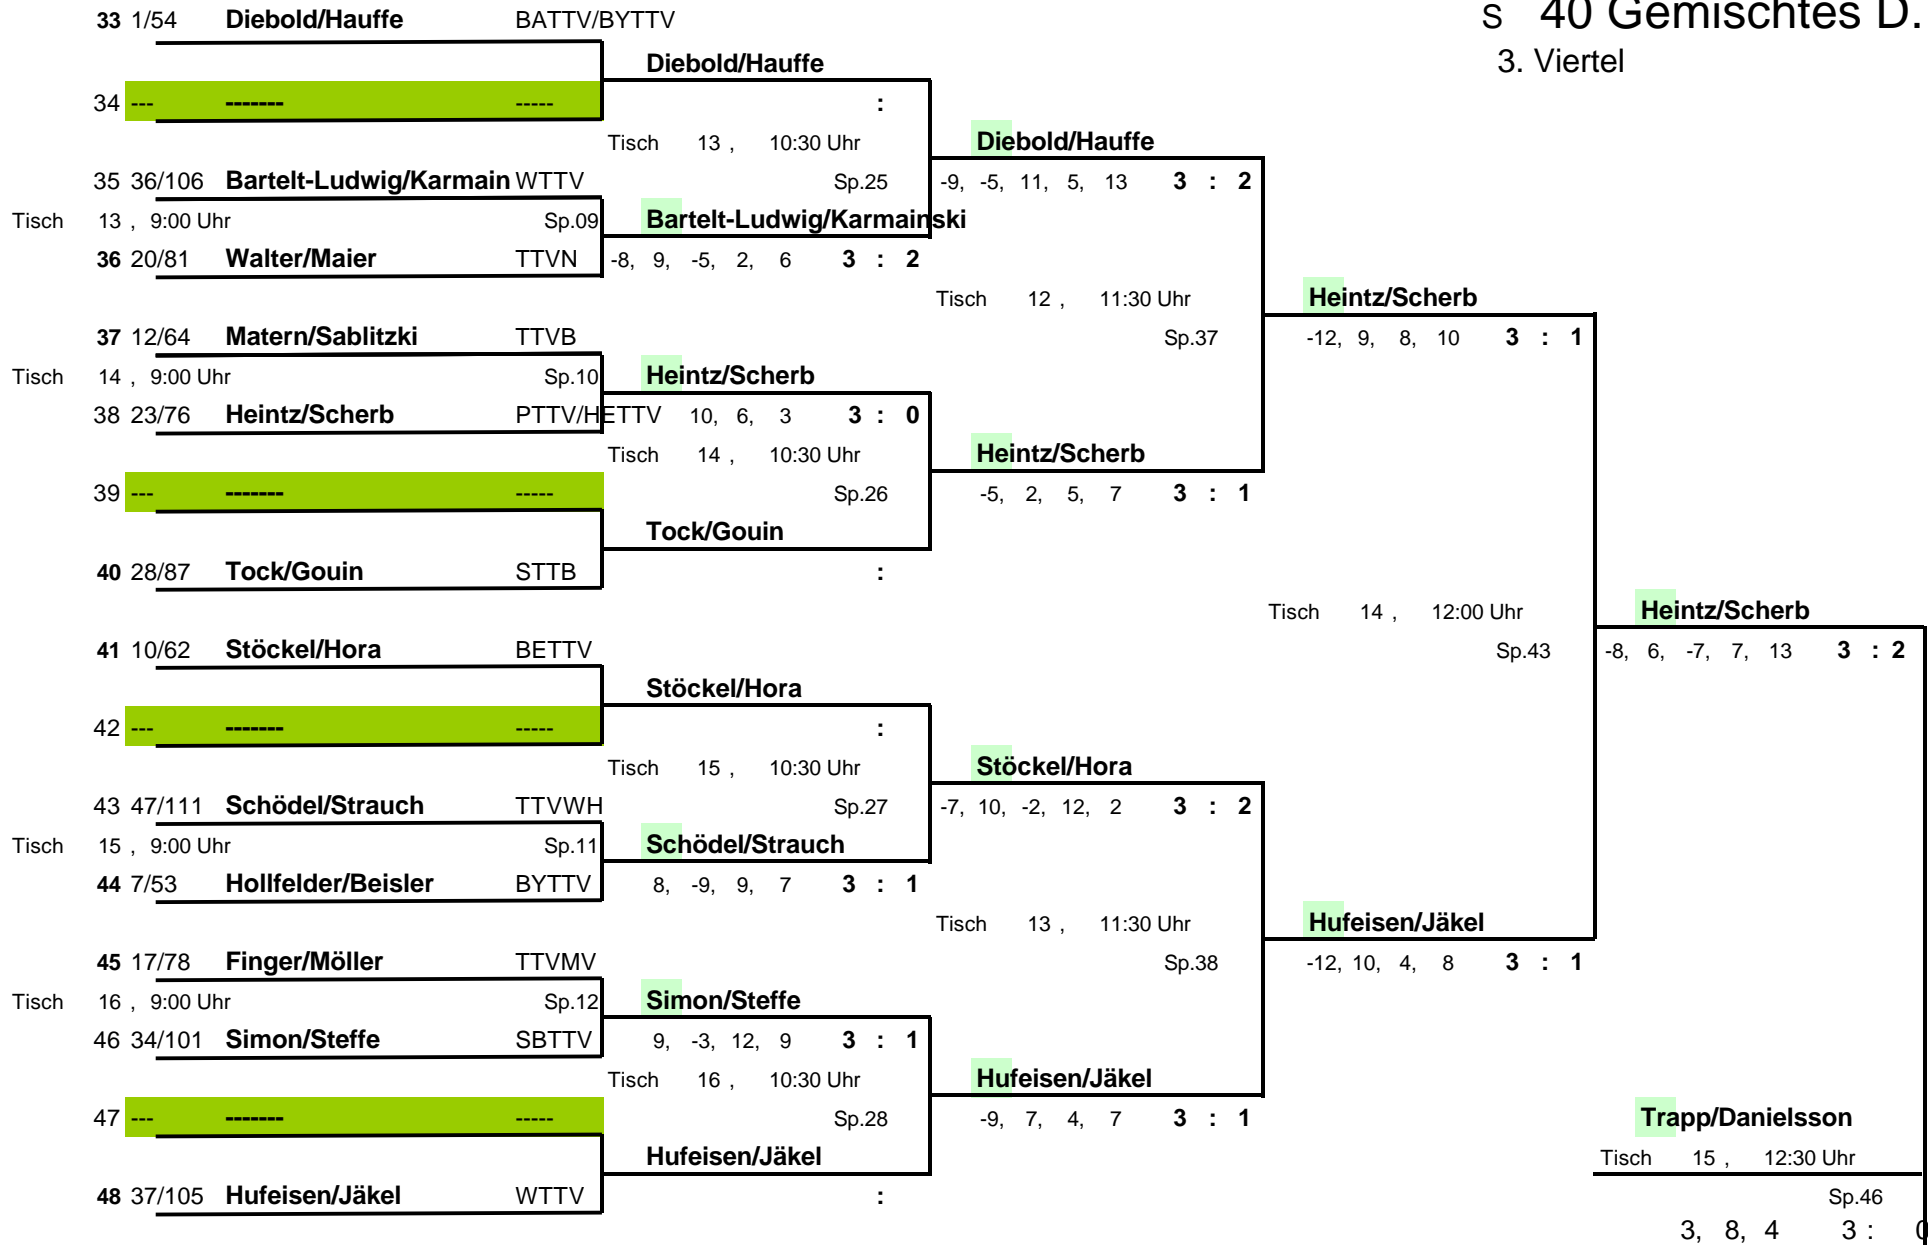 33 1/54 Diebold/Hauffe BATTV/BYTTV S 40 Gemischtes D.
Diebold/Hauffe 3. Viertel
34 --- ------- ----- :
Tisch 13 , 10:30 Uhr Diebold/Hauffe
35 36/106 Bartelt-Ludwig/Karmain WTTV Sp.25 -9, -5, 11, 5, 13 3 : 2
Tisch 13 , 9:00 Uhr Sp.09 Bartelt-Ludwig/Karmainski
36 20/81 Walter/Maier TTVN -8, 9, -5, 2, 6 3 : 2
Tisch 12 , 11:30 Uhr Heintz/Scherb
37 12/64 Matern/Sablitzki TTVB Sp.37 -12, 9, 8, 10 3 : 1
Tisch 14 , 9:00 Uhr Sp.10 Heintz/Scherb
38 23/76 Heintz/Scherb PTTV/HETTV 10, 6, 3 3 : 0
Tisch 14 , 10:30 Uhr Heintz/Scherb
39 --- ------- ----- Sp.26 -5, 2, 5, 7 3 : 1
Tock/Gouin
40 28/87 Tock/Gouin STTB :
Tisch 14 , 12:00 Uhr Heintz/Scherb
41 10/62 Stöckel/Hora BETTV Sp.43 -8, 6, -7, 7, 13 3 : 2
Stöckel/Hora
42 --- ------- ----- :
Tisch 15 , 10:30 Uhr Stöckel/Hora
43 47/111 Schödel/Strauch TTVWH Sp.27 -7, 10, -2, 12, 2 3 : 2
Tisch 15 , 9:00 Uhr Sp.11 Schödel/Strauch
44 7/53 Hollfelder/Beisler BYTTV 8, -9, 9, 7 3 : 1
Tisch 13 , 11:30 Uhr Hufeisen/Jäkel
45 17/78 Finger/Möller TTVMV Sp.38 -12, 10, 4, 8 3 : 1
Tisch 16 , 9:00 Uhr Sp.12 Simon/Steffe
46 34/101 Simon/Steffe SBTTV 9, -3, 12, 9 3 : 1
Tisch 16 , 10:30 Uhr Hufeisen/Jäkel
47 --- ------- ----- Sp.28 -9, 7, 4, 7 3 : 1 Trapp/Danielsson
Hufeisen/Jäkel Tisch 15 , 12:30 Uhr
48 37/105 Hufeisen/Jäkel WTTV : Sp.46
3, 8, 4 3 : 0